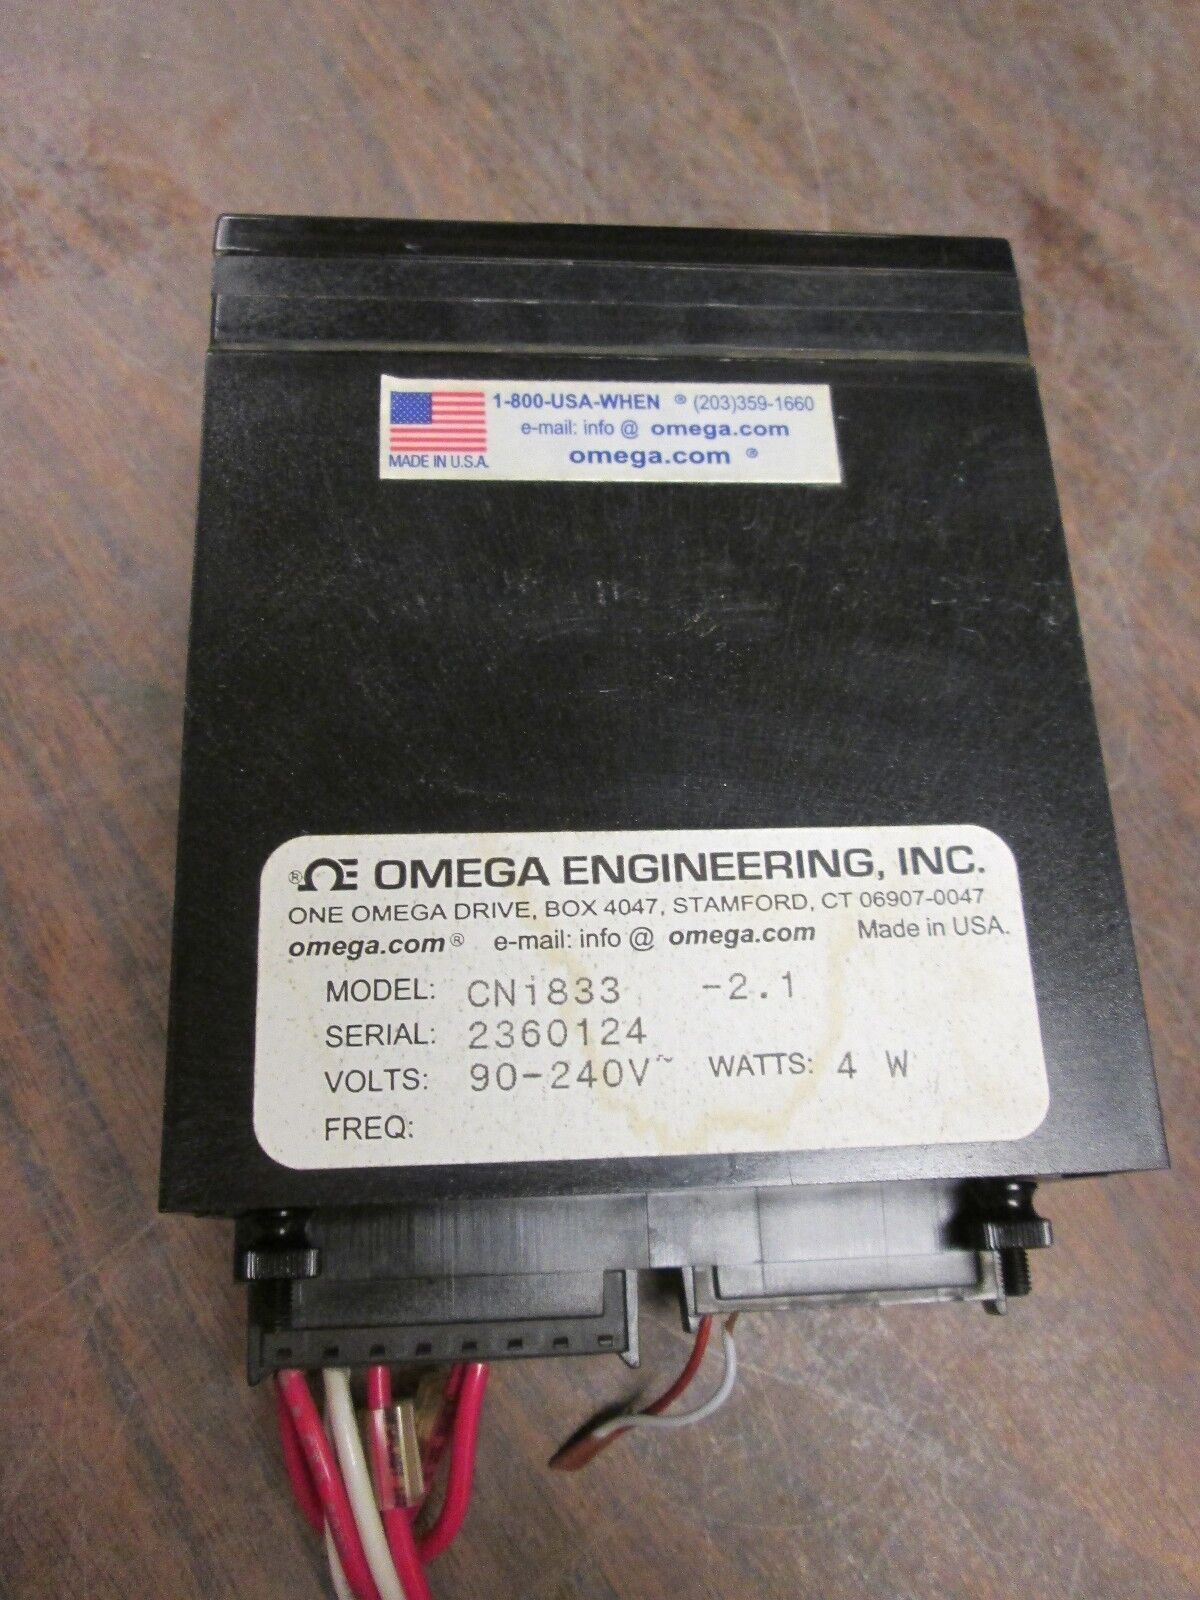 1-800-USA-WHEN ® (203)359-1660
e-mail: info @ omega.com
omega.com ®
MADE IN U.S.A.
® ΩE OMEGA ENGINEERING, INC.
ONE OMEGA DRIVE, BOX 4047, STAMFORD, CT 06907-0047
omega.com® e-mail: info @ omega.com Made in USA.
MODEL: CNi833 -2.1
SERIAL: 2360124
VOLTS: 90-240V~ WATTS: 4 W
FREQ: